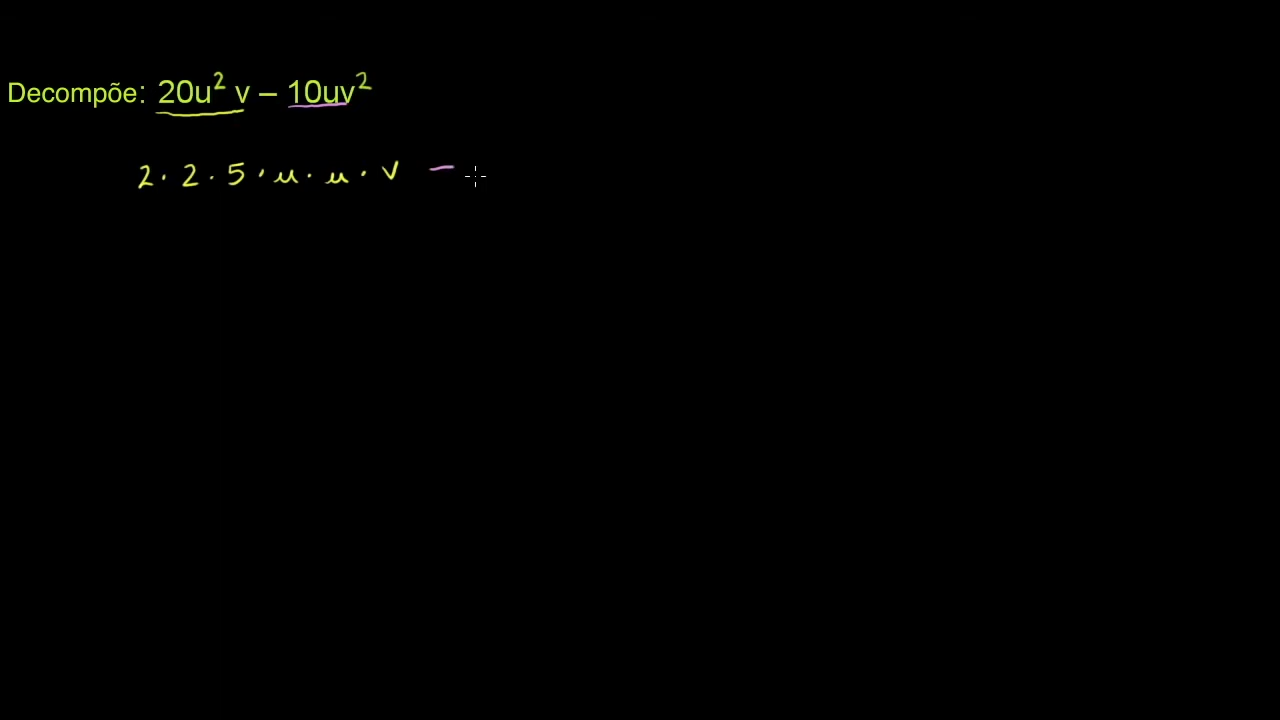 Decompõe: 20u² v – 10uv²
2 · 2 · 5 · u · u · v –